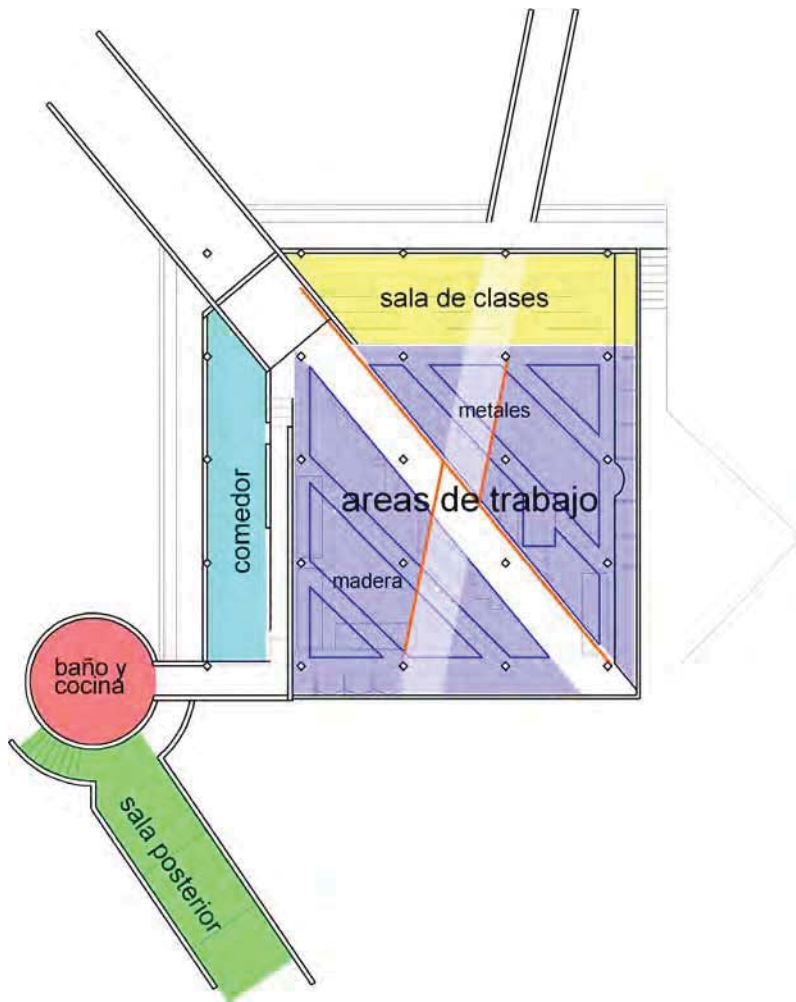 sala de clases
metales
areas de trabajo
comedor
madera
baño y
cocina
sala posterior